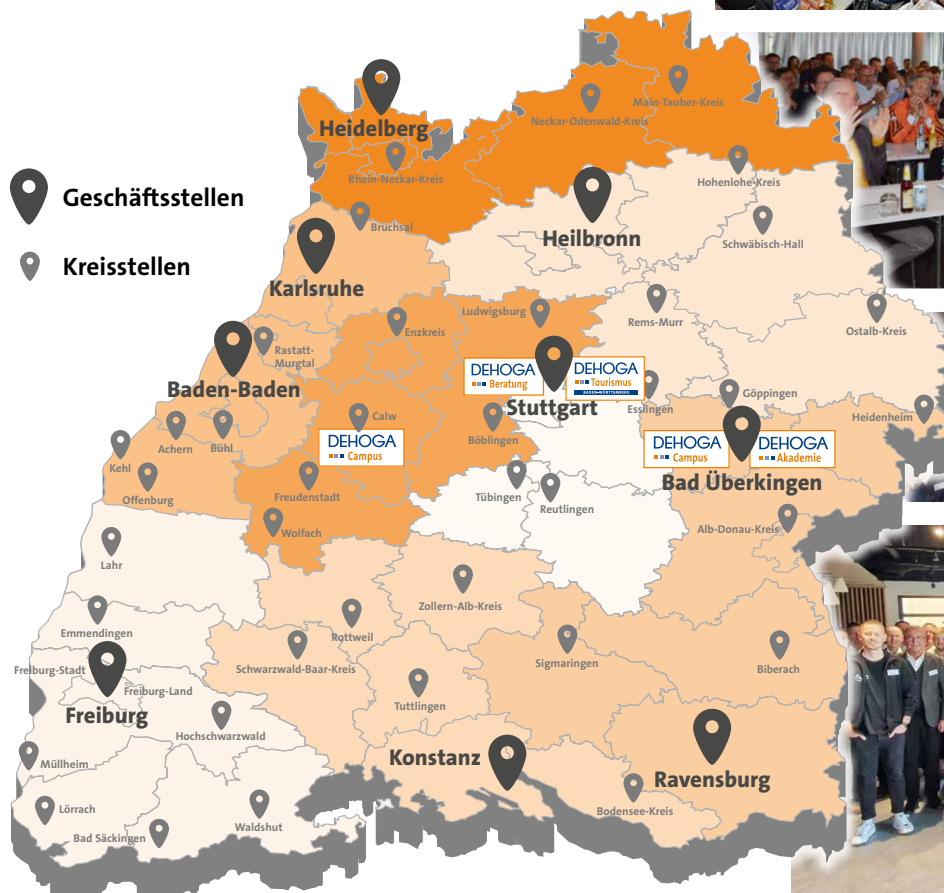 Heidelberg
Main-Tauber-Kreis
Neckar-Odenwald-Kreis
Rhein-Neckar-Kreis
Hohenlohe-Kreis
Geschäftsstellen
Bruchsal
Heilbronn
Schwäbisch-Hall
Kreisstellen
Karlsruhe
Ludwigsburg
Rems-Murr
Ostalb-Kreis
Enzkreis
Rastatt-
Murgtal
DEHOGA
Beratung
DEHOGA
Tourismus
BADEN-WÜRTTEMBERG
Baden-Baden
Stuttgart
Esslingen
Göppingen
Heidenheim
Calw
DEHOGA
Campus
Böblingen
DEHOGA
Campus
DEHOGA
Akademie
Achern
Bühl
Kehl
Bad Überkingen
Offenburg
Freudenstadt
Tübingen
Reutlingen
Wolfach
Alb-Donau-Kreis
Lahr
Zollern-Alb-Kreis
Emmendingen
Rottweil
Freiburg-Stadt
Schwarzwald-Baar-Kreis
Sigmaringen
Biberach
Freiburg-Land
Freiburg
Tuttlingen
Hochschwarzwald
Müllheim
Konstanz
Ravensburg
Lörrach
Bodensee-Kreis
Bad Säckingen
Waldshut